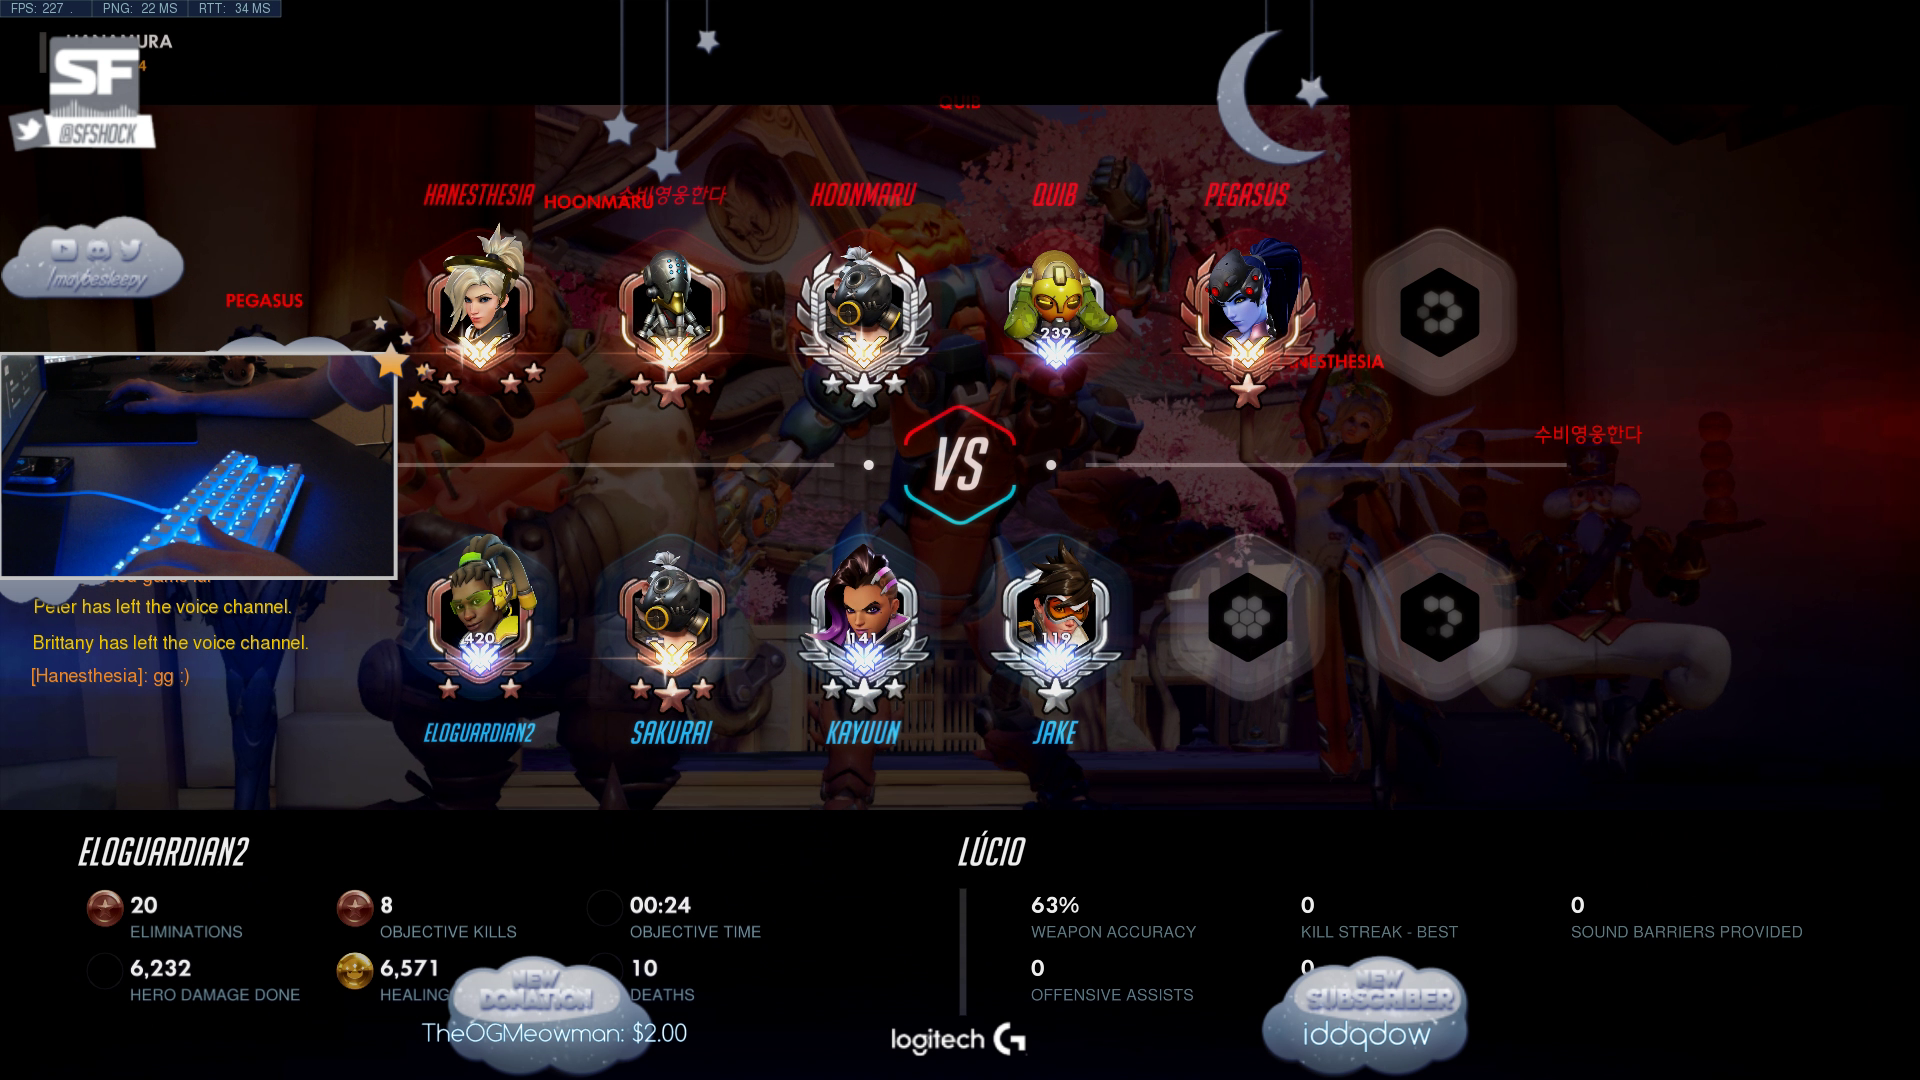 FPS: 227 . PNG: 22 MS RTT: 34 MS
HANAMURA
4
SF
@SFSHOCK
QUIB
HANESTHESIA HOONMARU 수비영웅한다 HOONMARU QUIB PEGASUS
/maybesleepy
PEGASUS
239
NESTHESIA
수비영웅한다
VS
420 141 119
Peter has left the voice channel.
Brittany has left the voice channel.
[Hanesthesia]: gg :)
ELOGUARDIAN2 SAKURAI KAYUUN JAKE
ELOGUARDIAN2
20
ELIMINATIONS
8
OBJECTIVE KILLS
00:24
OBJECTIVE TIME
6,232
HERO DAMAGE DONE
6,571
HEALING
10
DEATHS
LÚCIO
63%
WEAPON ACCURACY
0
KILL STREAK - BEST
0
SOUND BARRIERS PROVIDED
0
OFFENSIVE ASSISTS
0
NEW
DONATION
TheOGMeowman: $2.00
logitech G
NEW
SUBSCRIBER
iddqdow